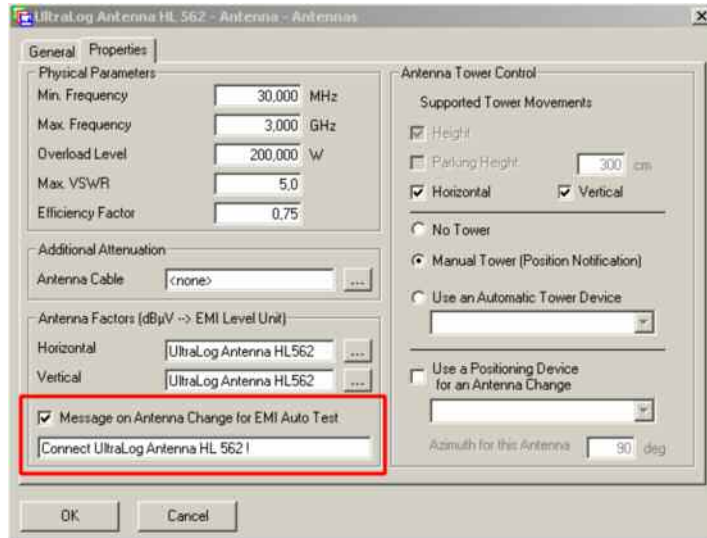 UltraLog Antenna HL 562 - Antenna - Antennas
General Properties
Physical Parameters
Min. Frequency 30,000 MHz
Max. Frequency 3,000 GHz
Overload Level 200,000 W
Max. VSWR 5,0
Efficiency Factor 0,75
Additional Attenuation
Antenna Cable <none> ...
Antenna Factors (dBµV --> EMI Level Unit)
Horizontal UltraLog Antenna HL562 ...
Vertical UltraLog Antenna HL562 ...
Message on Antenna Change for EMI Auto Test
Connect UltraLog Antenna HL 562 !
Antenna Tower Control
Supported Tower Movements
Height
Parking Height 300 cm
Horizontal Vertical
No Tower
Manual Tower (Position Notification)
Use an Automatic Tower Device
Use a Positioning Device
for an Antenna Change
Azimuth for this Antenna 90 deg
OK Cancel